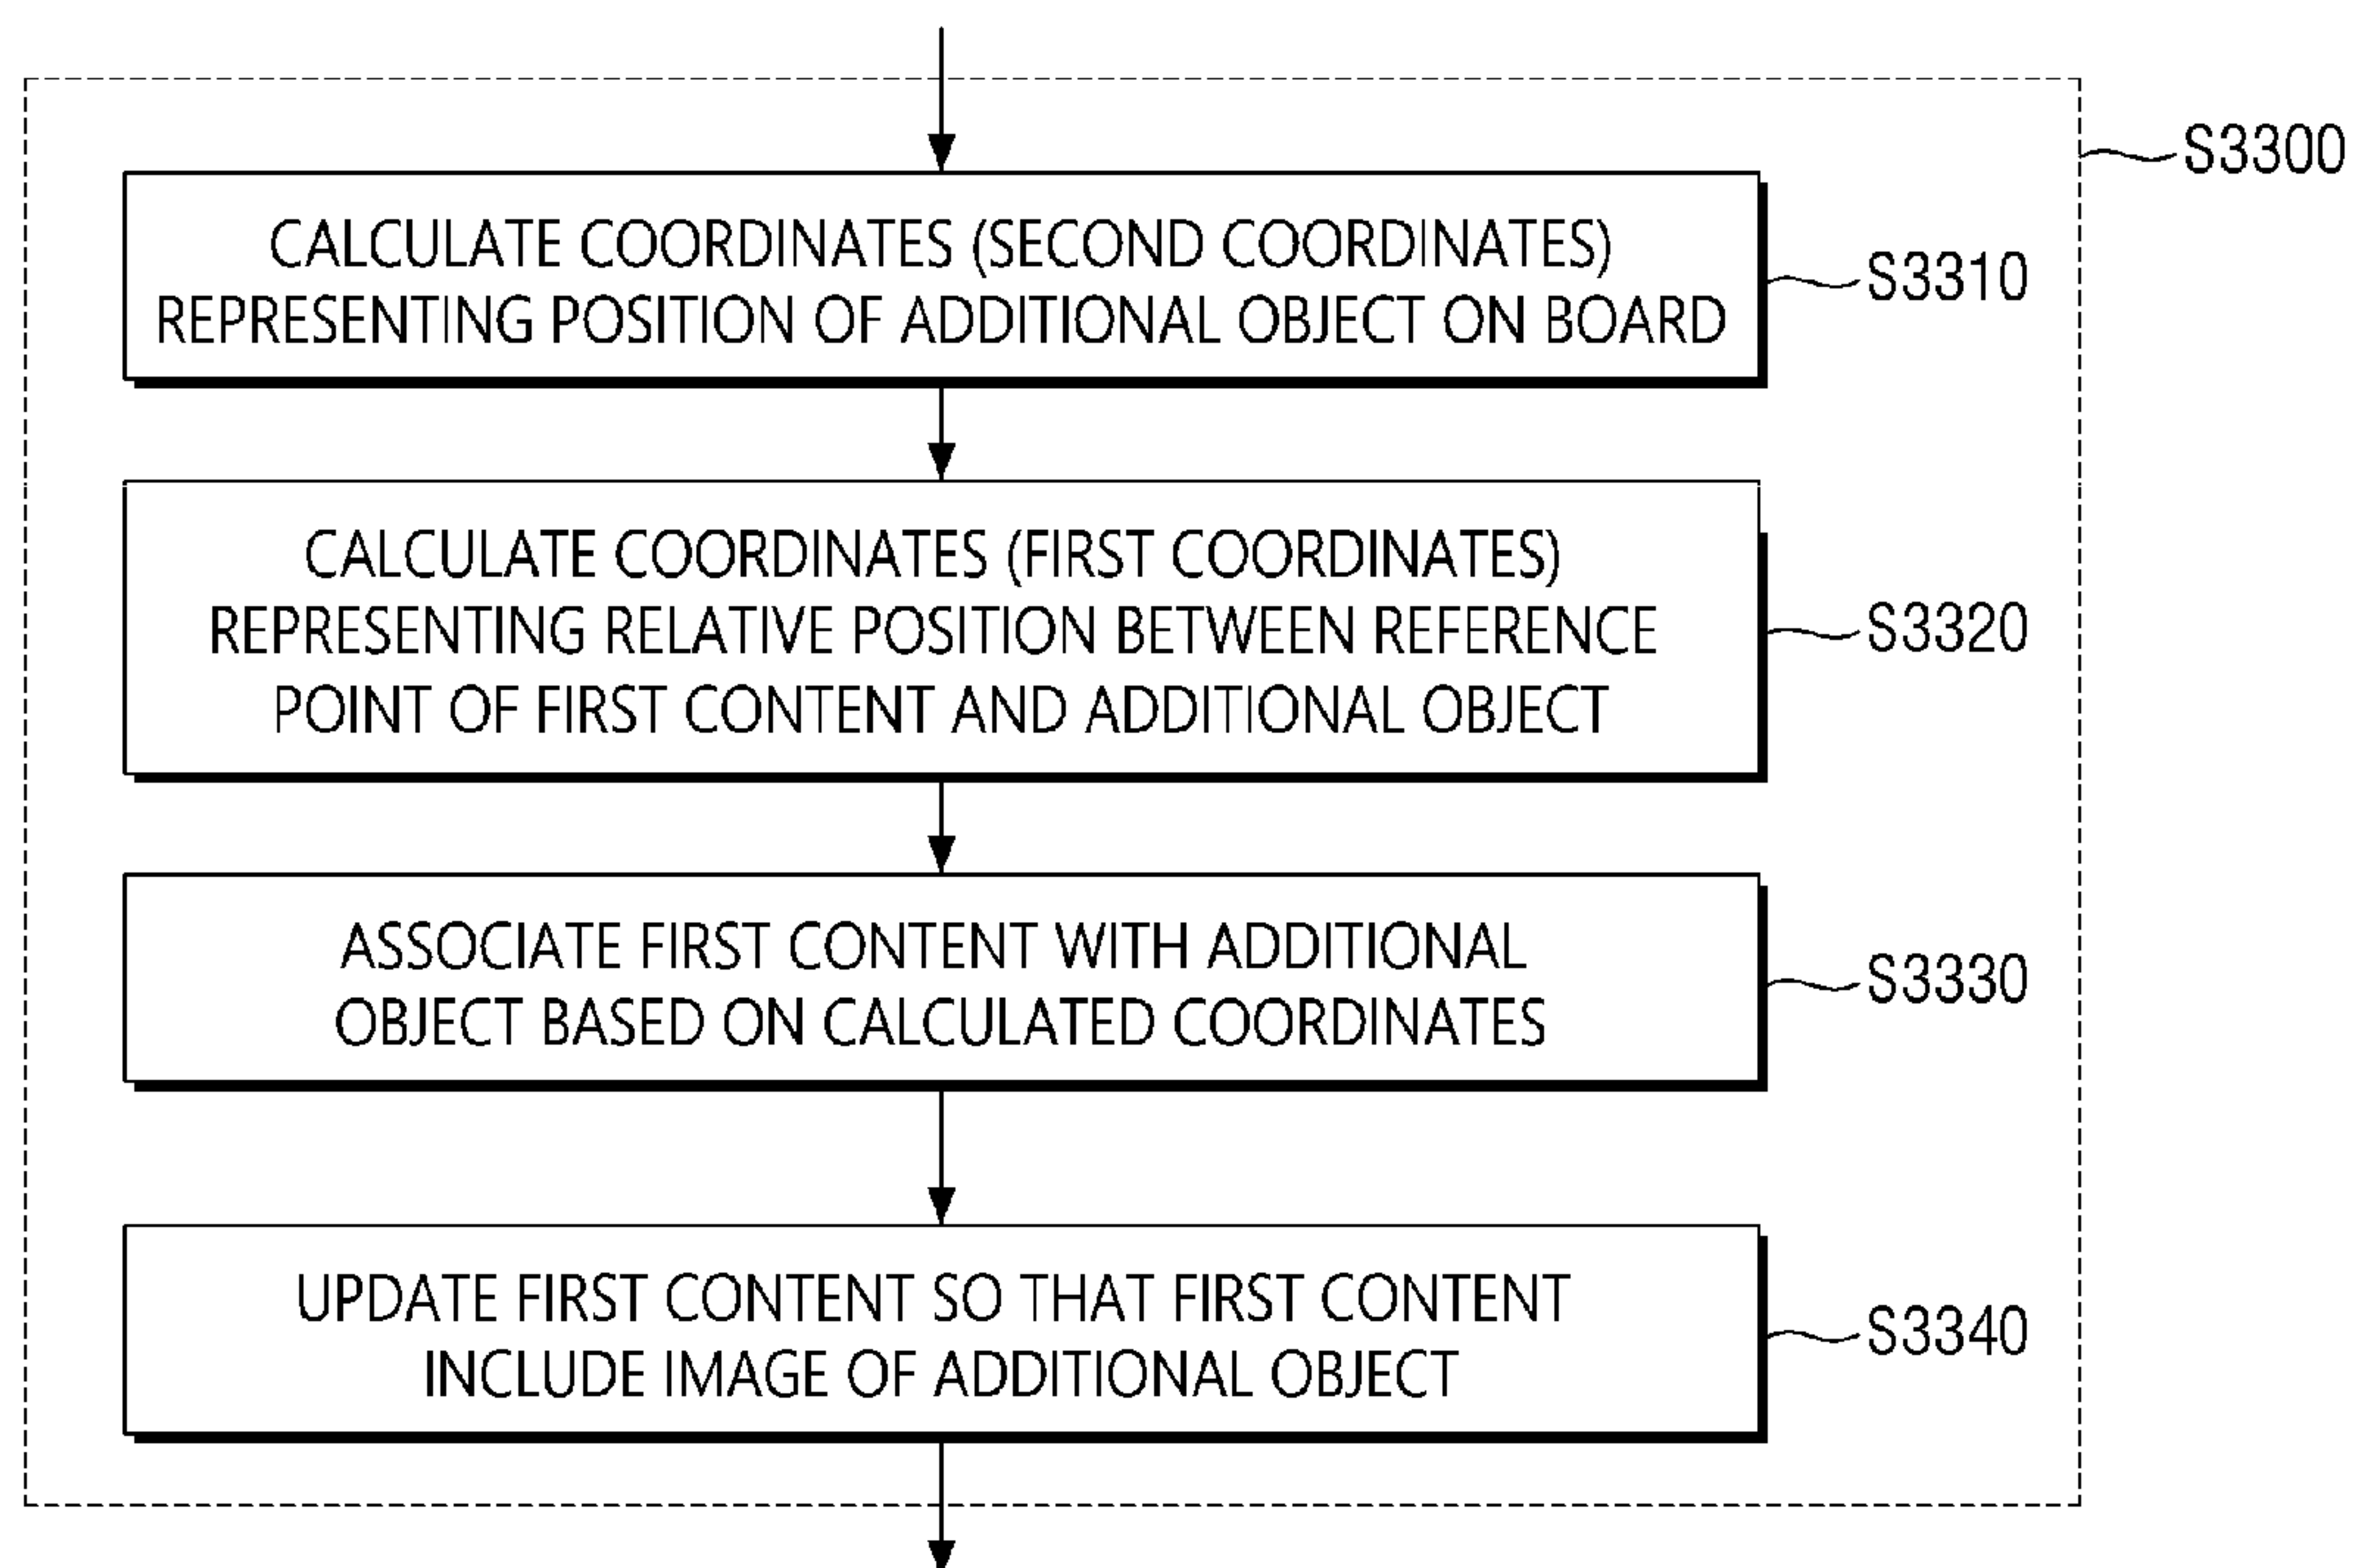 S3300
CALCULATE COORDINATES (SECOND COORDINATES)
REPRESENTING POSITION OF ADDITIONAL OBJECT ON BOARD
S3310
CALCULATE COORDINATES (FIRST COORDINATES)
REPRESENTING RELATIVE POSITION BETWEEN REFERENCE
POINT OF FIRST CONTENT AND ADDITIONAL OBJECT
S3320
ASSOCIATE FIRST CONTENT WITH ADDITIONAL
OBJECT BASED ON CALCULATED COORDINATES
S3330
UPDATE FIRST CONTENT SO THAT FIRST CONTENT
INCLUDE IMAGE OF ADDITIONAL OBJECT
S3340